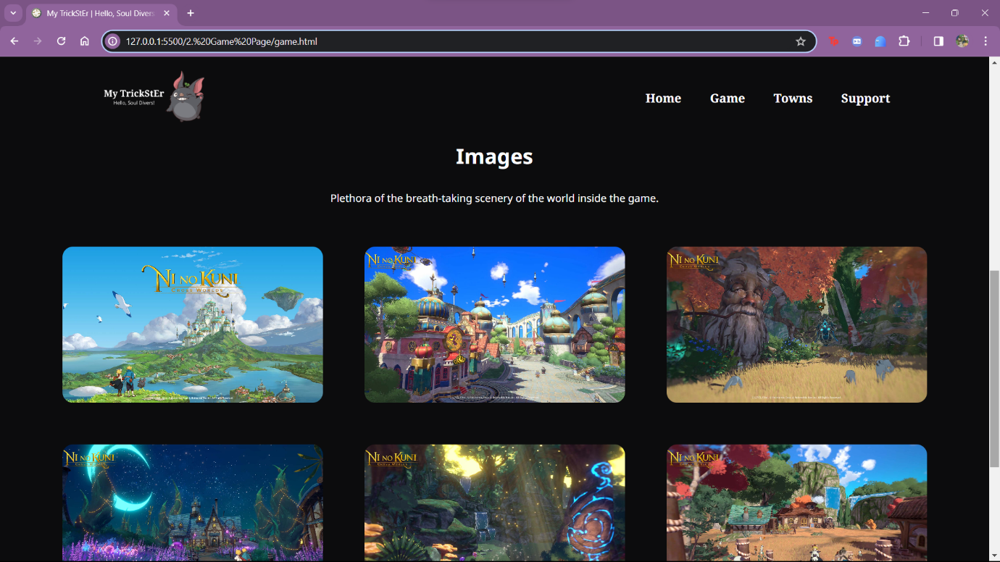 My TrickStEr | Hello, Soul Divers
127.0.0.1:5500/2.%20Game%20Page/game.html
My TrickStEr
Hello, Soul Divers!
Home Game Towns Support
Images
Plethora of the breath-taking scenery of the world inside the game.
NI NO KUNI
CROSS WORLDS
NI NO KUNI
CROSS WORLDS
NI NO KUNI
CROSS WORLDS
NI NO KUNI
CROSS WORLDS
NI NO KUNI
CROSS WORLDS
NI NO KUNI
CROSS WORLDS